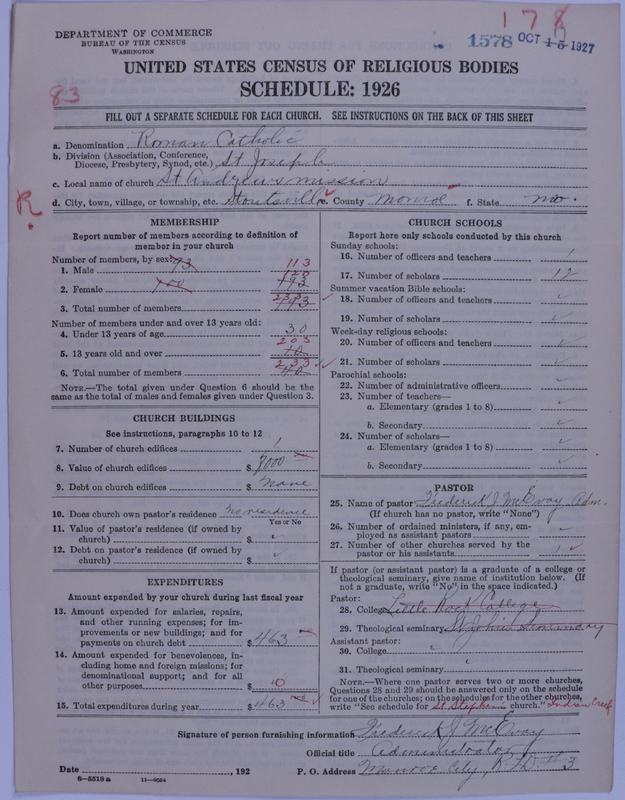 178
DEPARTMENT OF COMMERCE
BUREAU OF THE CENSUS
WASHINGTON
1578 OCT 15 1927
UNITED STATES CENSUS OF RELIGIOUS BODIES
SCHEDULE: 1926
83
FILL OUT A SEPARATE SCHEDULE FOR EACH CHURCH. SEE INSTRUCTIONS ON THE BACK OF THIS SHEET
a. Denomination Roman Catholic
b. Division (Association, Conference, Diocese, Presbytery, Synod, etc.) St Joseph
c. Local name of church St Andrews mission
R.
d. City, town, village, or township, etc. Stoutsville e. County Monroe f. State mo.
MEMBERSHIP
Report number of members according to definition of
member in your church
Number of members, by sex: 93
1. Male 113
2. Female 100 120
3. Total number of members 233 193
Number of members under and over 13 years old:
4. Under 13 years of age 30
5. 13 years old and over 203 10
6. Total number of members 233 40
NOTE.—The total given under Question 6 should be the
same as the total of males and females given under Question 3.
CHURCH BUILDINGS
See instructions, paragraphs 10 to 12
7. Number of church edifices 1
8. Value of church edifices $ 8000
9. Debt on church edifices $ none
10. Does church own pastor's residence? no residence
Yes or No
11. Value of pastor's residence (if owned by
church) $
12. Debt on pastor's residence (if owned by
church) $
EXPENDITURES
Amount expended by your church during last fiscal year
13. Amount expended for salaries, repairs,
and other running expenses; for im-
provements or new buildings; and for
payments on church debt $ 463
14. Amount expended for benevolences, in-
cluding home and foreign missions; for
denominational support; and for all
other purposes $ 0
15. Total expenditures during year $ 463
CHURCH SCHOOLS
Report here only schools conducted by this church
Sunday schools:
16. Number of officers and teachers 1
17. Number of scholars 12
Summer vacation Bible schools:
18. Number of officers and teachers
19. Number of scholars
Week-day religious schools:
20. Number of officers and teachers
21. Number of scholars
Parochial schools:
22. Number of administrative officers
23. Number of teachers—
a. Elementary (grades 1 to 8)
b. Secondary
24. Number of scholars—
a. Elementary (grades 1 to 8)
b. Secondary
PASTOR
25. Name of pastor Frederick J McEvoy, Adm.
(If church has no pastor, write "None")
26. Number of ordained ministers, if any, em-
ployed as assistant pastors
27. Number of other churches served by the
pastor or his assistants 1
If pastor (or assistant pastor) is a graduate of a college or
theological seminary, give name of institution below. (If
not a graduate, write "No" in the space indicated.)
Pastor:
28. College Little Rock College
29. Theological seminary St John's Seminary
Assistant pastor:
30. College
31. Theological seminary
NOTE.—Where one pastor serves two or more churches,
Questions 28 and 29 should be answered only on the schedule
for one of the churches; on the schedules for the other churches,
write "See schedule for St Stephens church." Indian Creek
Signature of person furnishing information Frederick J McEvoy
Official title Administrator
Date , 192
P. O. Address Monroe City, R.F.D. # 3
8—5518a 11—9054